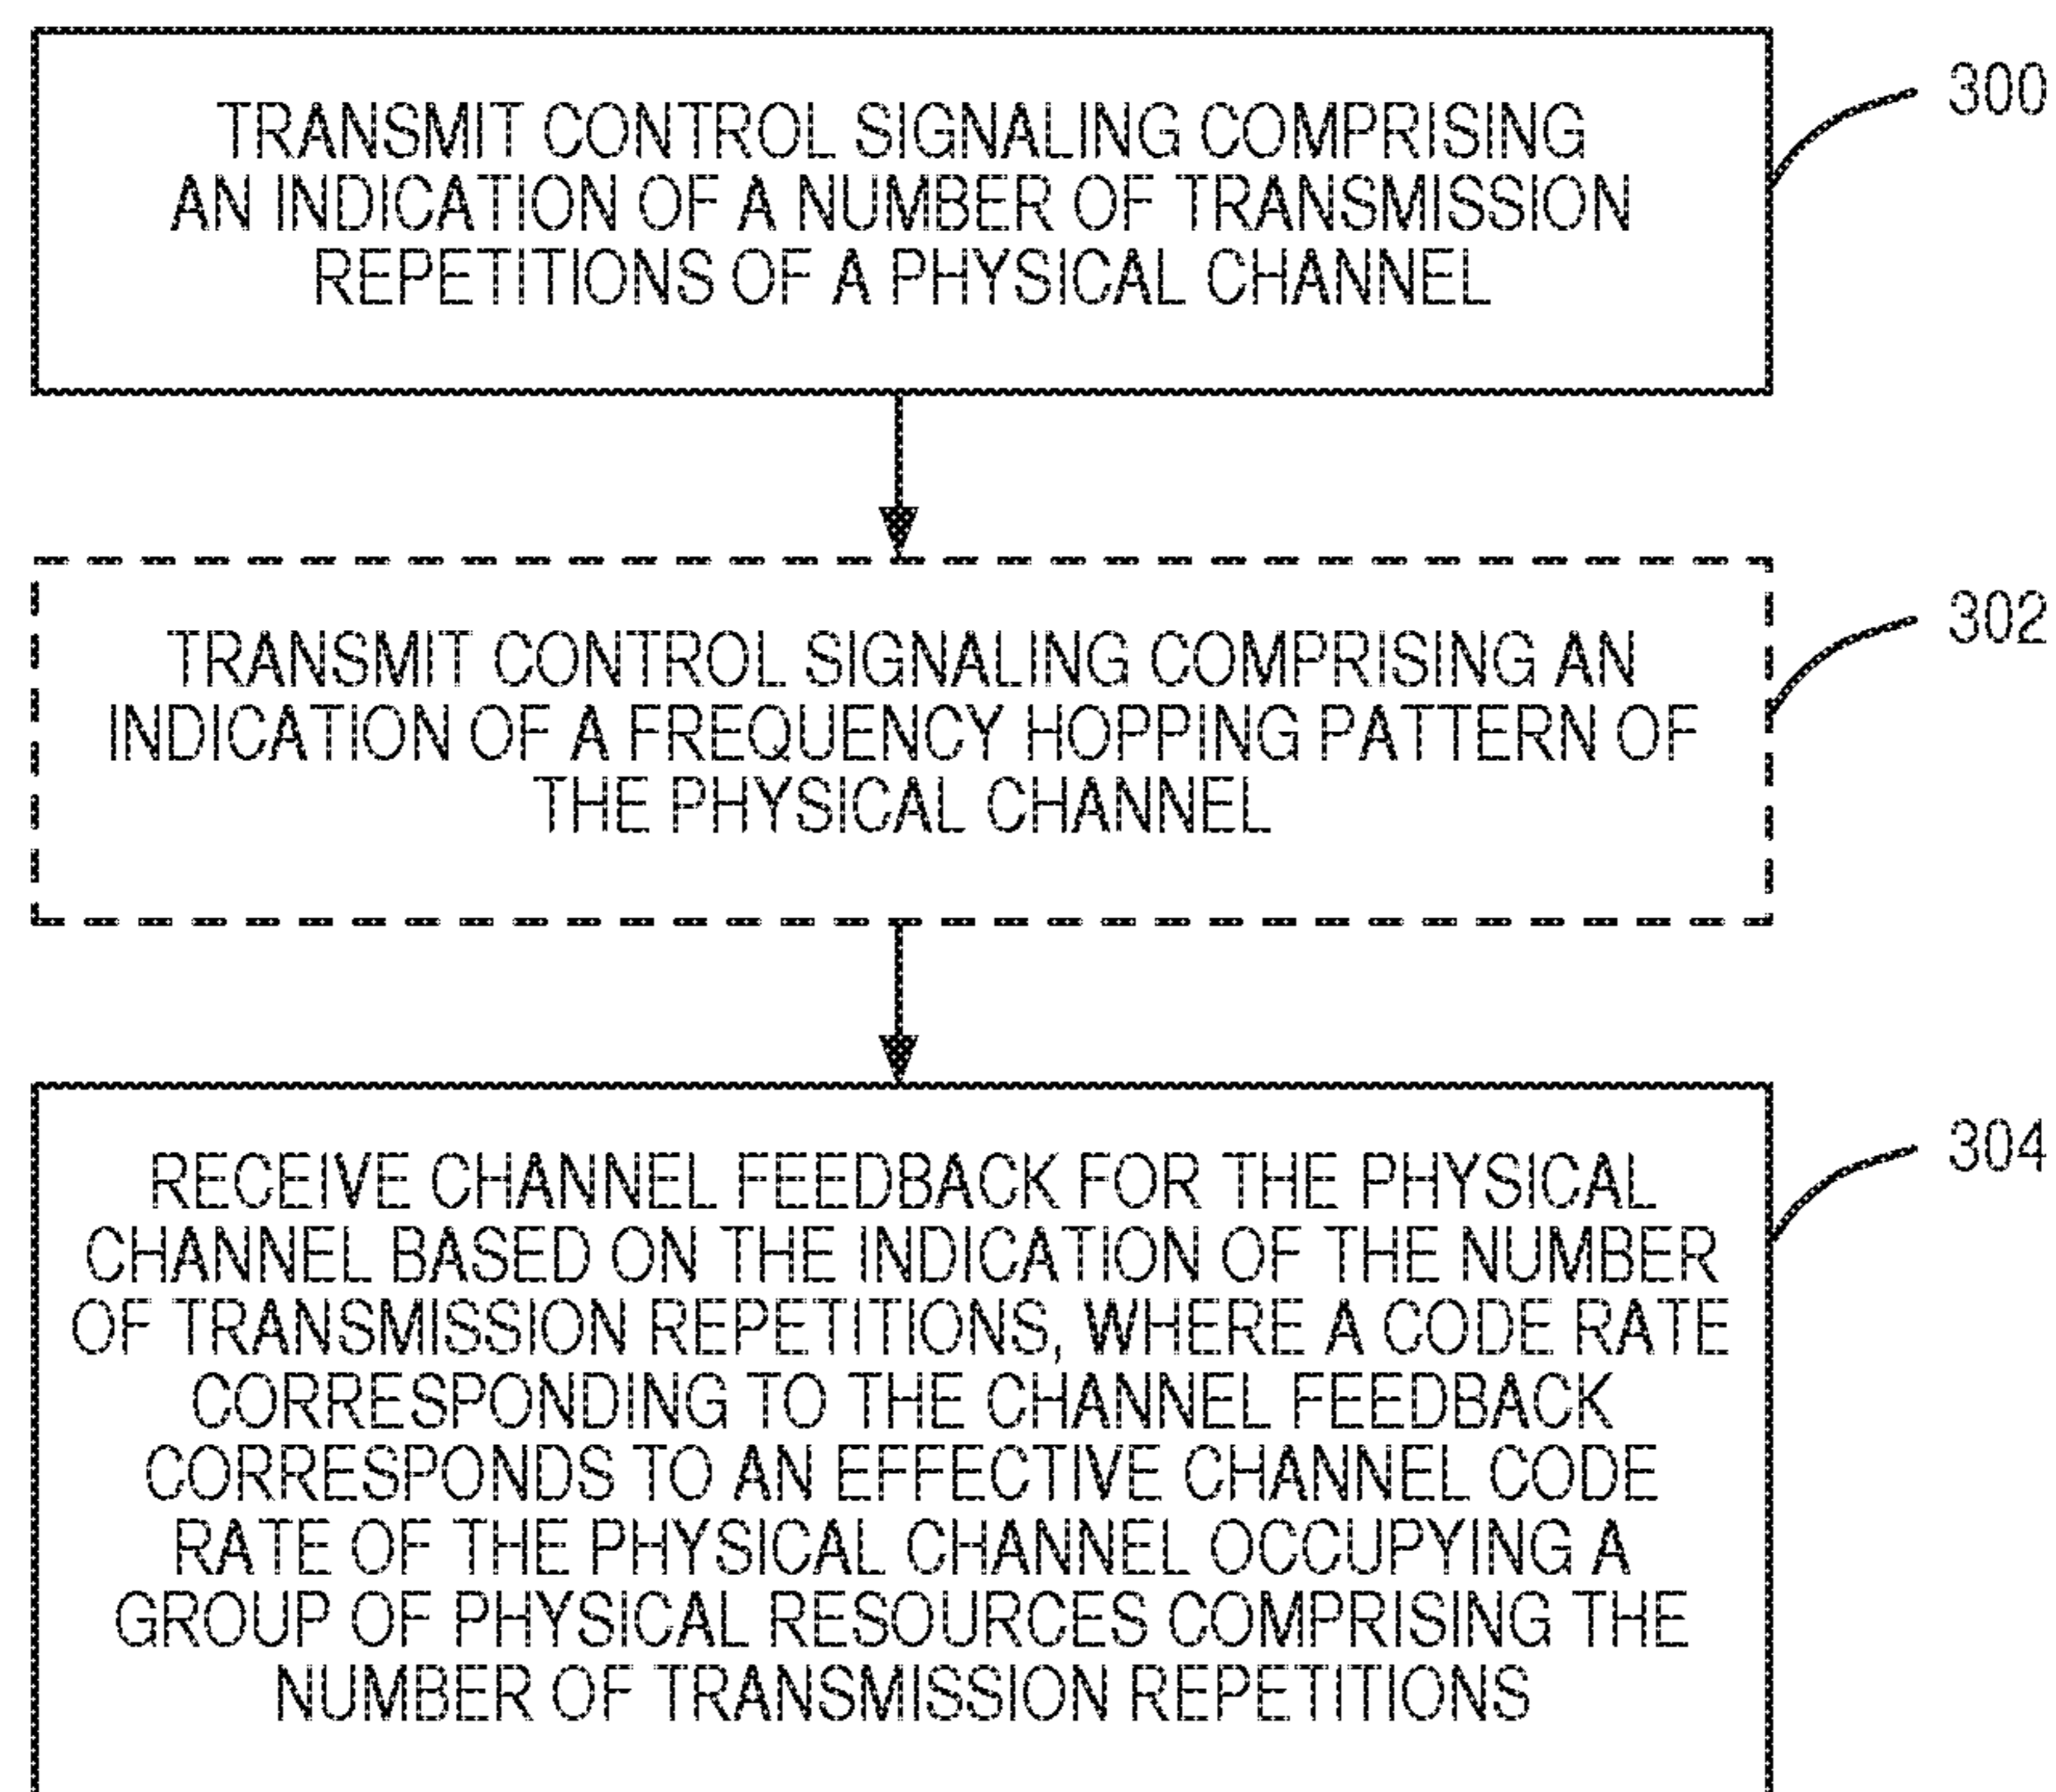 TRANSMIT CONTROL SIGNALING COMPRISING
AN INDICATION OF A NUMBER OF TRANSMISSION
REPETITIONS OF A PHYSICAL CHANNEL
300
TRANSMIT CONTROL SIGNALING COMPRISING AN
INDICATION OF A FREQUENCY HOPPING PATTERN OF
THE PHYSICAL CHANNEL
302
RECEIVE CHANNEL FEEDBACK FOR THE PHYSICAL
CHANNEL BASED ON THE INDICATION OF THE NUMBER
OF TRANSMISSION REPETITIONS, WHERE A CODE RATE
CORRESPONDING TO THE CHANNEL FEEDBACK
CORRESPONDS TO AN EFFECTIVE CHANNEL CODE
RATE OF THE PHYSICAL CHANNEL OCCUPYING A
GROUP OF PHYSICAL RESOURCES COMPRISING THE
NUMBER OF TRANSMISSION REPETITIONS
304